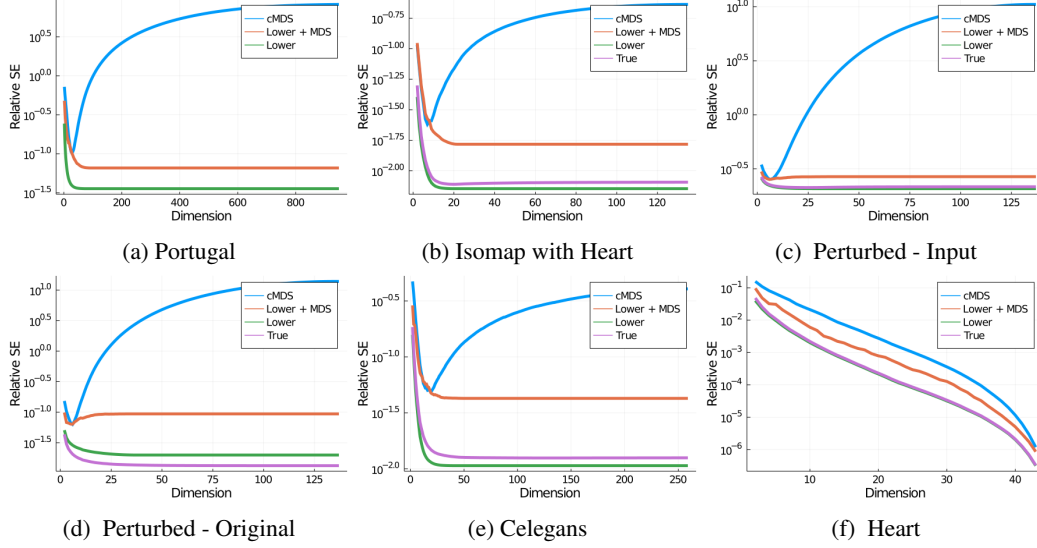 10^0.5
10^0.0
10^-0.5
10^-1.0
10^-1.5
Relative SE
cMDS
Lower + MDS
Lower
0 200 400 600 800
Dimension
(a) Portugal
10^-0.75
10^-1.00
10^-1.25
10^-1.50
10^-1.75
10^-2.00
Relative SE
cMDS
Lower + MDS
Lower
True
0 20 40 60 80 100 120
Dimension
(b) Isomap with Heart
10^1.0
10^0.5
10^0.0
10^-0.5
Relative SE
cMDS
Lower + MDS
Lower
True
0 25 50 75 100 125
Dimension
(c) Perturbed - Input
10^1.0
10^0.5
10^0.0
10^-0.5
10^-1.0
10^-1.5
Relative SE
cMDS
Lower + MDS
Lower
True
0 25 50 75 100 125
Dimension
(d) Perturbed - Original
10^-0.5
10^-1.0
10^-1.5
10^-2.0
Relative SE
cMDS
Lower + MDS
Lower
True
0 50 100 150 200 250
Dimension
(e) Celegans
10^-1
10^-2
10^-3
10^-4
10^-5
10^-6
Relative SE
cMDS
Lower + MDS
Lower
True
10 20 30 40
Dimension
(f) Heart